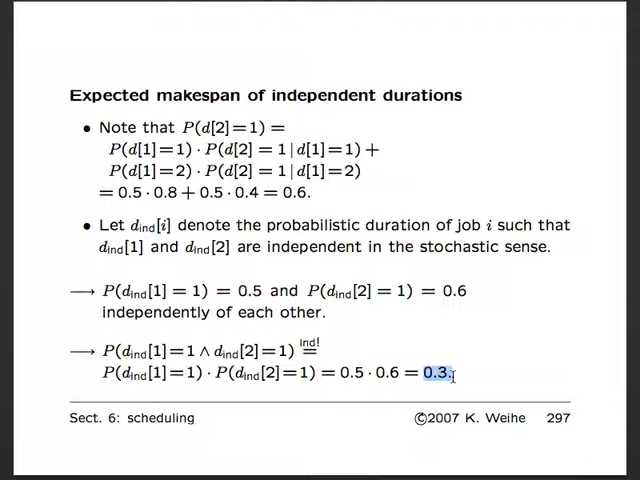 Expected makespan of independent durations
• Note that P(d[2]=1) =
P(d[1]=1) · P(d[2] = 1 | d[1]=1) +
P(d[1]=2) · P(d[2] = 1 | d[1]=2)
= 0.5 · 0.8 + 0.5 · 0.4 = 0.6.
• Let d_ind[i] denote the probabilistic duration of job i such that
d_ind[1] and d_ind[2] are independent in the stochastic sense.
⟶ P(d_ind[1] = 1) = 0.5 and P(d_ind[2] = 1) = 0.6
independently of each other.
⟶ P(d_ind[1]=1 ∧ d_ind[2]=1) ind! =
P(d_ind[1]=1) · P(d_ind[2]=1) = 0.5 · 0.6 = 0.3.
Sect. 6: scheduling ©2007 K. Weihe 297